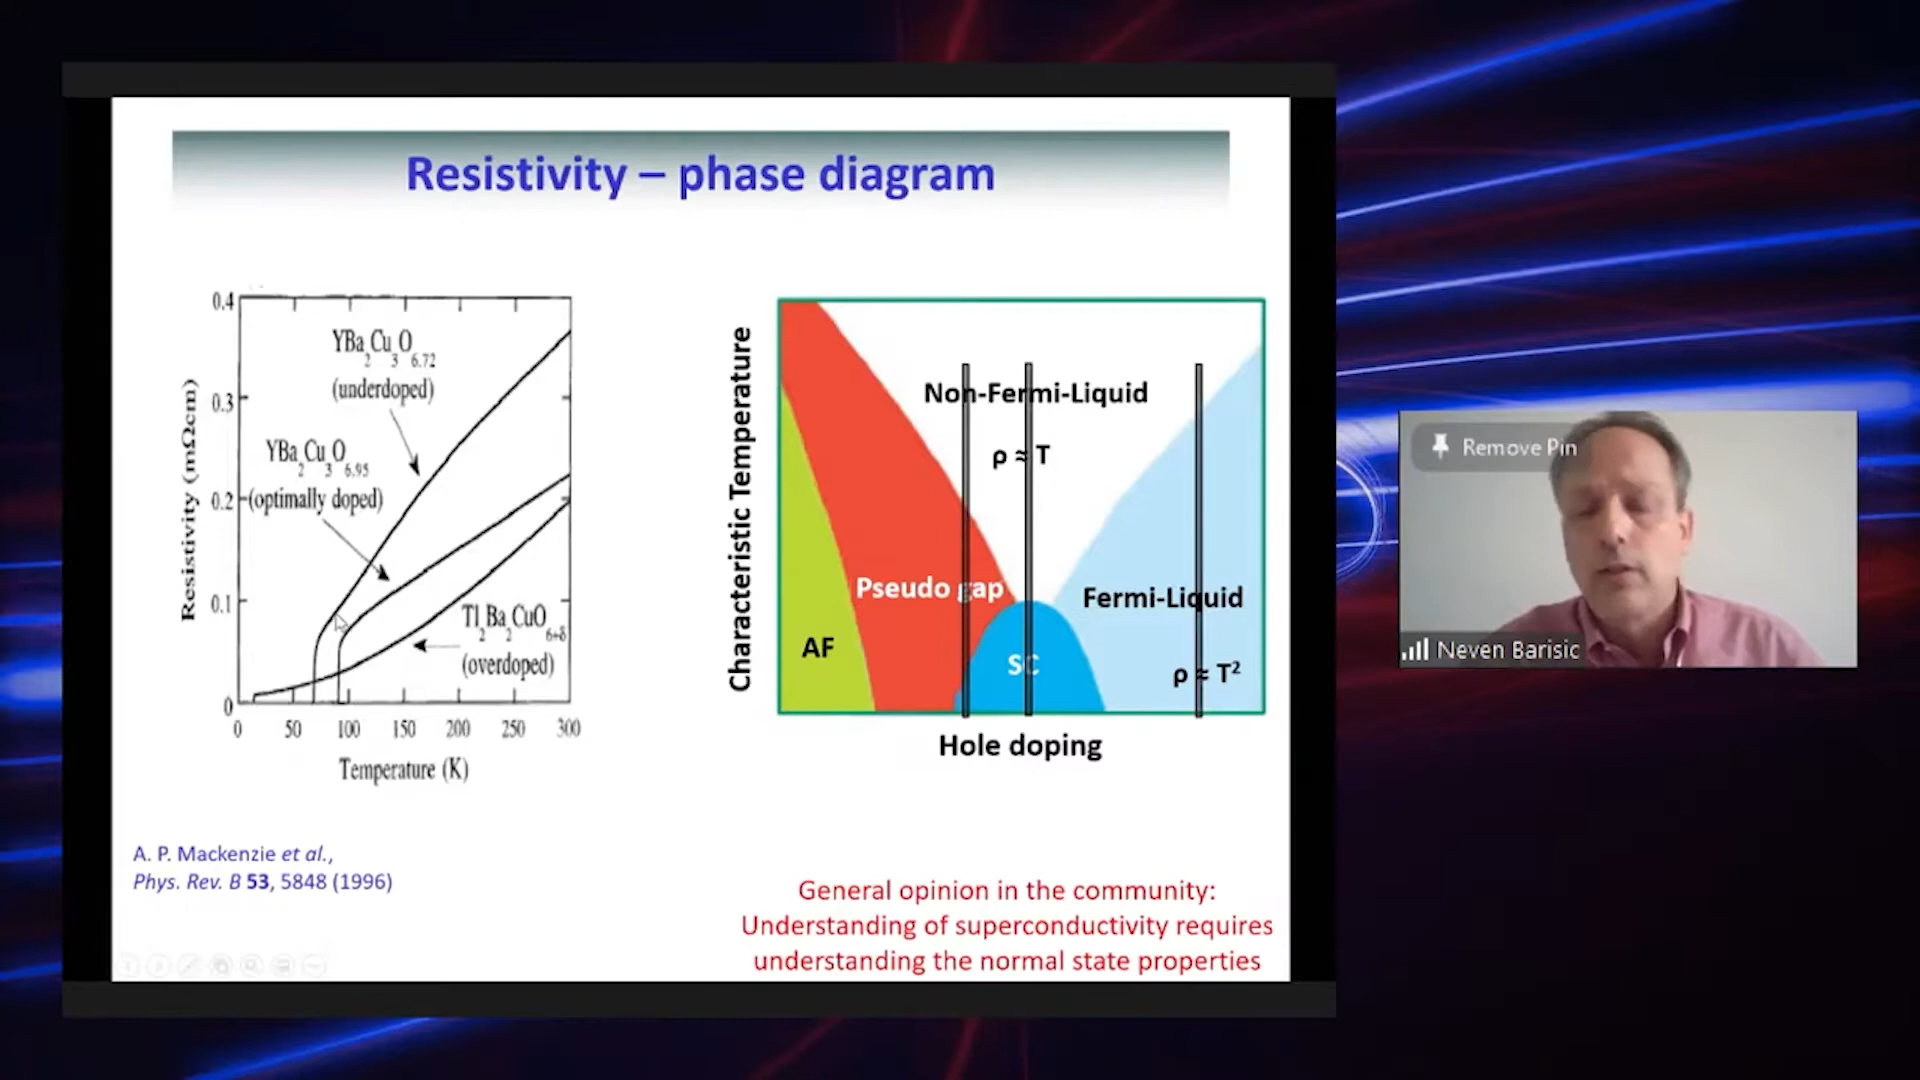 Resistivity – phase diagram
0.4
0.3
0.2
0.1
0
Resistivity (mΩcm)
YBa2Cu3O6.72
(underdoped)
YBa2Cu3O6.95
(optimally doped)
Tl2Ba2CuO6+δ
(overdoped)
0 50 100 150 200 250 300
Temperature (K)
Characteristic Temperature
Non-Fermi-Liquid
ρ ≈ T
Pseudo gap
Fermi-Liquid
AF
SC
ρ ≈ T²
Hole doping
A. P. Mackenzie et al.,
Phys. Rev. B 53, 5848 (1996)
General opinion in the community:
Understanding of superconductivity requires
understanding the normal state properties
Remove Pin
Neven Barisic